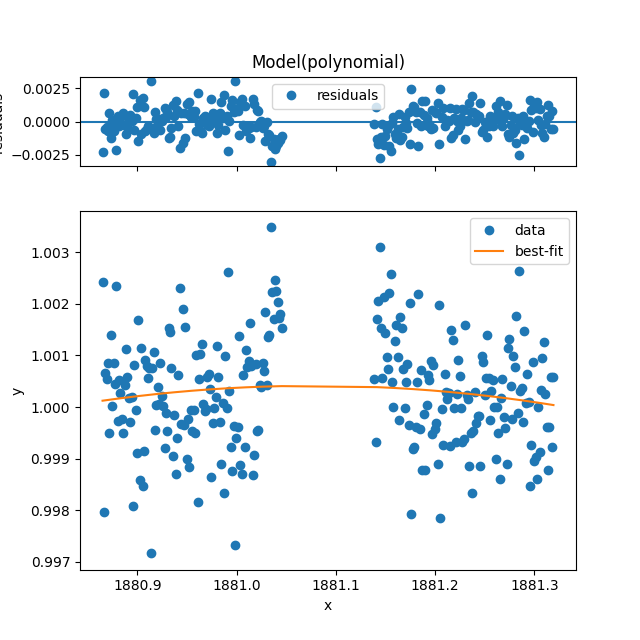 Model(polynomial)
0.0025
0.0000
−0.0025
residuals
data
best-fit
1.003
1.002
1.001
1.000
0.999
0.998
0.997
y
1880.9
1881.0
1881.1
1881.2
1881.3
x